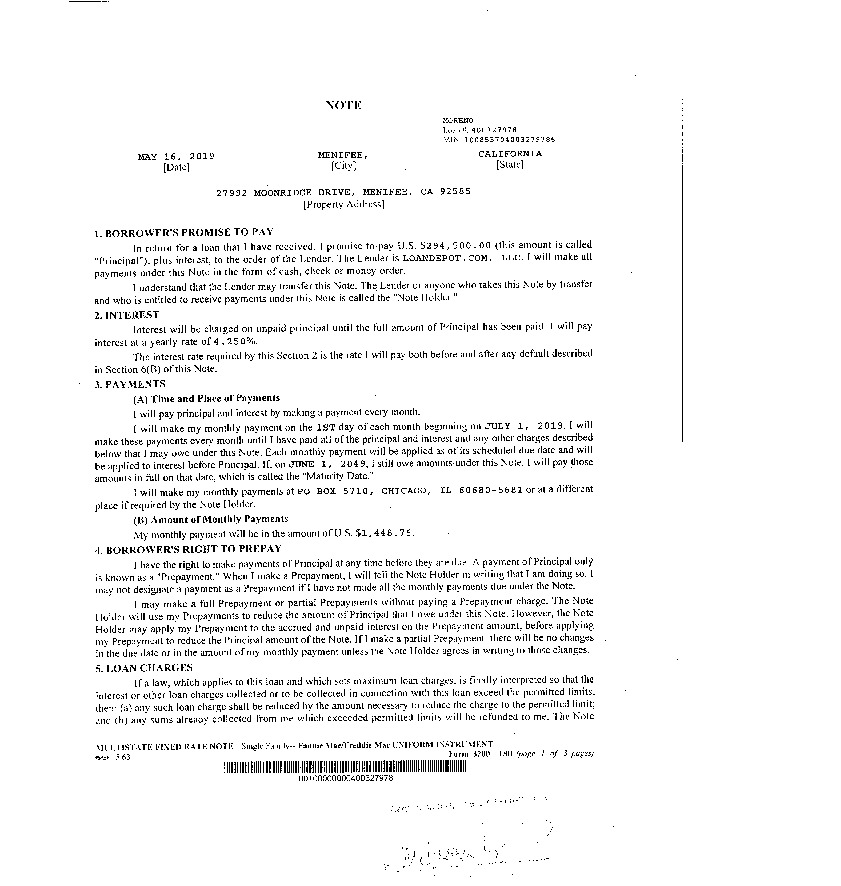 NOTE
MORENO
MIN:
MAY 16, 2019 MENIFEE, CALIFORNIA
[Date] [City] [State]
27992 MOONRIDGE DRIVE, MENIFEE, CA 92585
[Property Address]
1. BORROWER'S PROMISE TO PAY
In return for a loan that I have received, I promise to pay U.S. $294,500.00 (this amount is called
"Principal"), plus interest, to the order of the Lender. The Lender is LOANDEPOT.COM, LLC. I will make all
payments under this Note in the form of cash, check or money order.
I understand that the Lender may transfer this Note. The Lender or anyone who takes this Note by transfer
and who is entitled to receive payments under this Note is called the "Note Holder."
2. INTEREST
Interest will be charged on unpaid principal until the full amount of Principal has been paid. I will pay
interest at a yearly rate of 4.250%.
The interest rate required by this Section 2 is the rate I will pay both before and after any default described
in Section 6(B) of this Note.
3. PAYMENTS
(A) Time and Place of Payments
I will pay principal and interest by making a payment every month.
I will make my monthly payment on the 1ST day of each month beginning on JULY 1, 2019. I will
make these payments every month until I have paid all of the principal and interest and any other charges described
below that I may owe under this Note. Each monthly payment will be applied as of its scheduled due date and will
be applied to interest before Principal. If, on JUNE 1, 2049, I still owe amounts under this Note, I will pay those
amounts in full on that date, which is called the "Maturity Date."
I will make my monthly payments at PO BOX 5710, CHICAGO, IL 60680-5681 or at a different
place if required by the Note Holder.
(B) Amount of Monthly Payments
My monthly payment will be in the amount of U.S. $1,448.76.
4. BORROWER'S RIGHT TO PREPAY
I have the right to make payments of Principal at any time before they are due. A payment of Principal only
is known as a "Prepayment." When I make a Prepayment, I will tell the Note Holder in writing that I am doing so. I
may not designate a payment as a Prepayment if I have not made all the monthly payments due under the Note.
I may make a full Prepayment or partial Prepayments without paying a Prepayment charge. The Note
Holder will use my Prepayments to reduce the amount of Principal that I owe under this Note. However, the Note
Holder may apply my Prepayment to the accrued and unpaid interest on the Prepayment amount, before applying
my Prepayment to reduce the Principal amount of the Note. If I make a partial Prepayment, there will be no changes
in the due date or in the amount of my monthly payment unless the Note Holder agrees in writing to those changes.
5. LOAN CHARGES
If a law, which applies to this loan and which sets maximum loan charges, is finally interpreted so that the
interest or other loan charges collected or to be collected in connection with this loan exceed the permitted limits,
then: (a) any such loan charge shall be reduced by the amount necessary to reduce the charge to the permitted limit;
and (b) any sums already collected from me which exceeded permitted limits will be refunded to me. The Note
MULTISTATE FIXED RATE NOTE--Single Family--Fannie Mae/Freddie Mac UNIFORM INSTRUMENT
Form 3200 1/01 (page 1 of 3 pages)